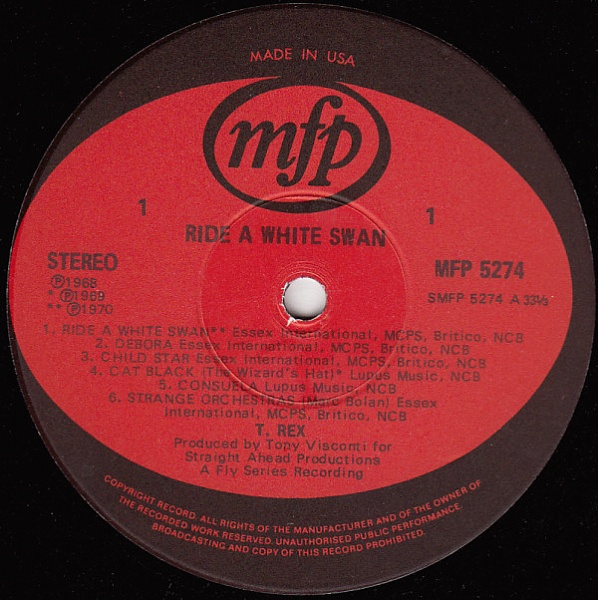 MADE IN USA
mfp
1
1
RIDE A WHITE SWAN
STEREO
MFP 5274
Ⓟ1968
* Ⓟ1969
** Ⓟ1970
SMFP 5274 A 33⅓
1. RIDE A WHITE SWAN** Essex International, MCPS, Britico, NCB
2. DEBORA Essex International, MCPS, Britico, NCB
3. CHILD STAR Essex International, MCPS, Britico, NCB
4. CAT BLACK (The Wizard's Hat)* Lupus Music, NCB
5. CONSUELA Lupus Music, NCB
6. STRANGE ORCHESTRAS (Marc Bolan) Essex
International, MCPS, Britico, NCB
T. REX
Produced by Tony Visconti for
Straight Ahead Productions
A Fly Series Recording
COPYRIGHT RECORD. ALL RIGHTS OF THE MANUFACTURER AND OF THE OWNER OF
THE RECORDED WORK RESERVED. UNAUTHORISED PUBLIC PERFORMANCE,
BROADCASTING AND COPY OF THIS RECORD PROHIBITED.